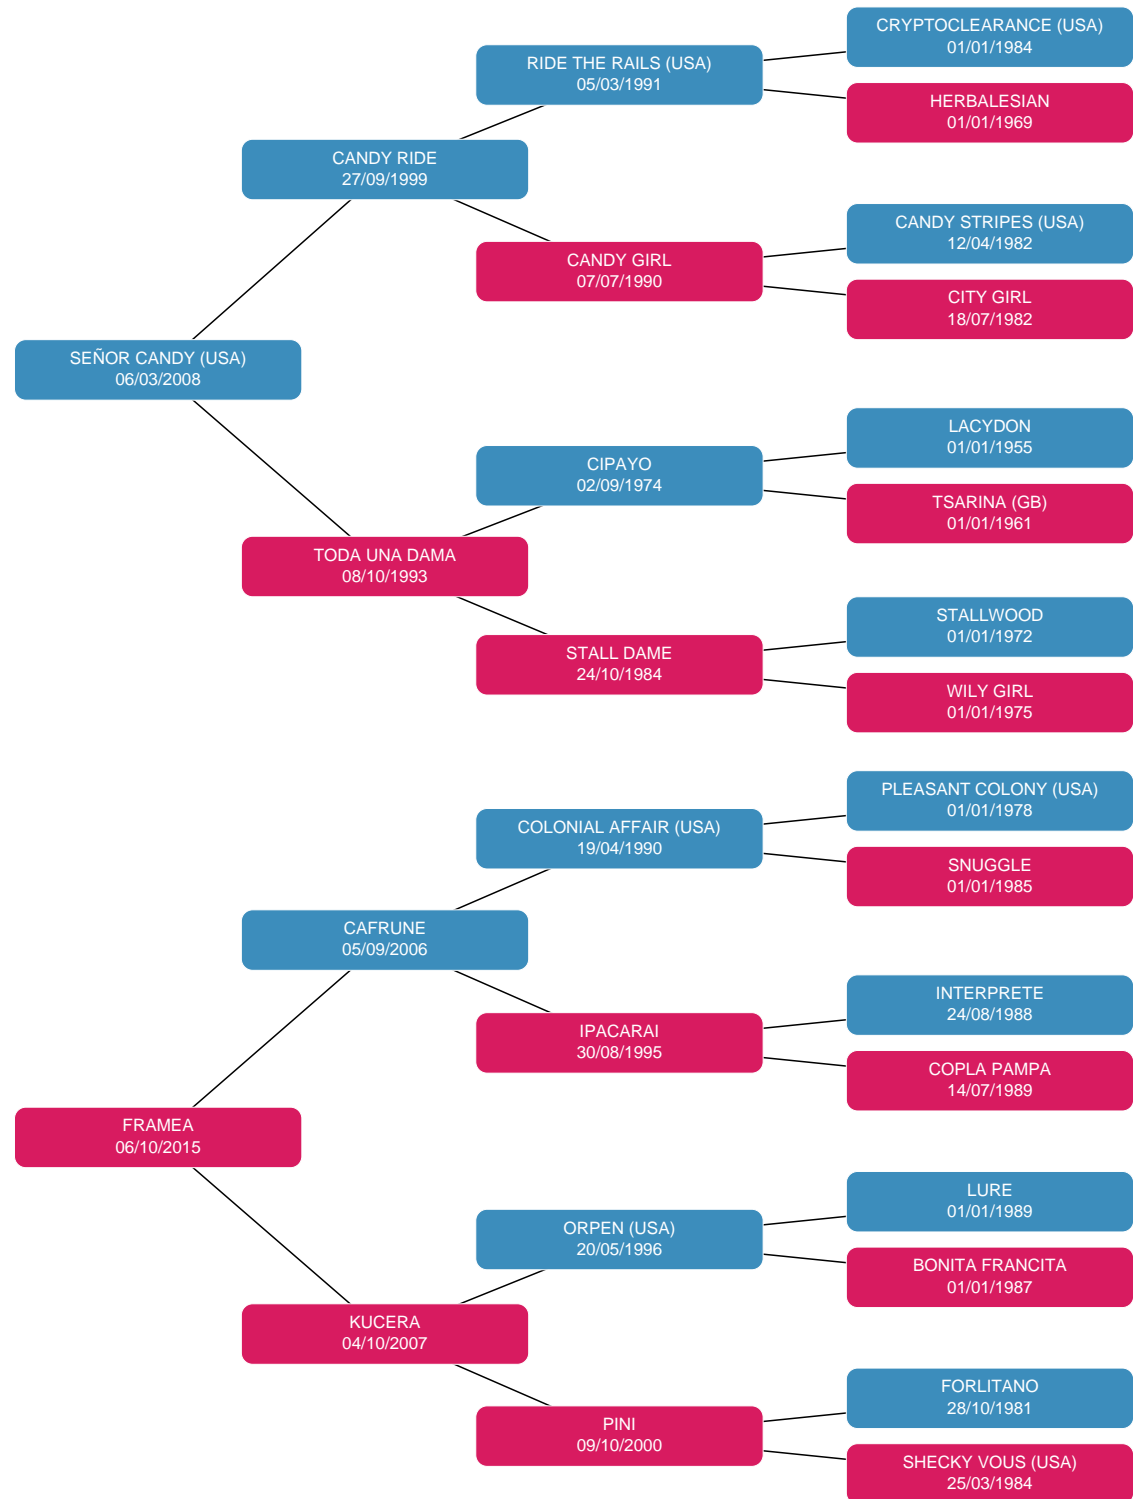 CRYPTOCLEARANCE (USA)
01/01/1984
RIDE THE RAILS (USA)
05/03/1991
HERBALESIAN
01/01/1969
CANDY RIDE
27/09/1999
CANDY STRIPES (USA)
12/04/1982
CANDY GIRL
07/07/1990
CITY GIRL
18/07/1982
SEÑOR CANDY (USA)
06/03/2008
LACYDON
01/01/1955
CIPAYO
02/09/1974
TSARINA (GB)
01/01/1961
TODA UNA DAMA
08/10/1993
STALLWOOD
01/01/1972
STALL DAME
24/10/1984
WILY GIRL
01/01/1975
PLEASANT COLONY (USA)
01/01/1978
COLONIAL AFFAIR (USA)
19/04/1990
SNUGGLE
01/01/1985
CAFRUNE
05/09/2006
INTERPRETE
24/08/1988
IPACARAI
30/08/1995
COPLA PAMPA
14/07/1989
FRAMEA
06/10/2015
LURE
01/01/1989
ORPEN (USA)
20/05/1996
BONITA FRANCITA
01/01/1987
KUCERA
04/10/2007
FORLITANO
28/10/1981
PINI
09/10/2000
SHECKY VOUS (USA)
25/03/1984